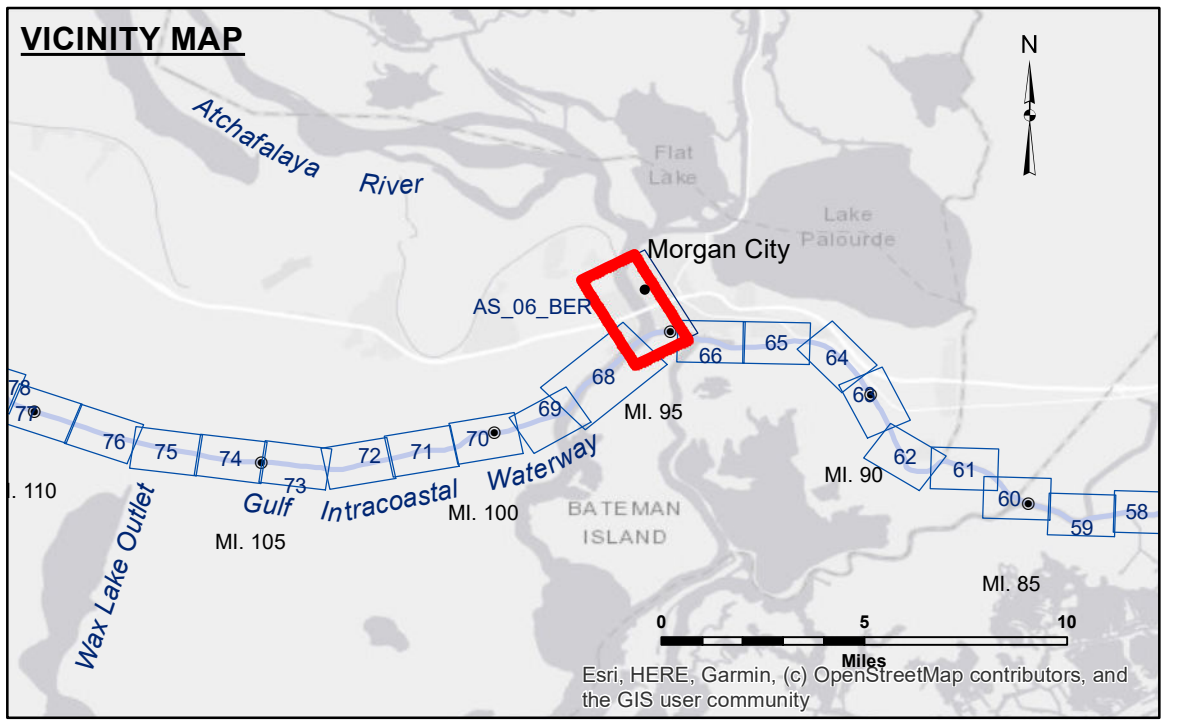 VICINITY MAP
N
Atchafalaya
River
Flat
Lake
Lake
Palourde
Morgan City
AS_06_BER
66
65
64
63
62
61
60
59
58
68
69
70
71
72
73
74
75
76
77
78
MI. 95
MI. 90
MI. 85
MI. 100
MI. 105
I. 110
Gulf Intracoastal Waterway
Wax Lake Outlet
BATEMAN
ISLAND
0 5 10
Miles
Esri, HERE, Garmin, (c) OpenStreetMap contributors, and
the GIS user community